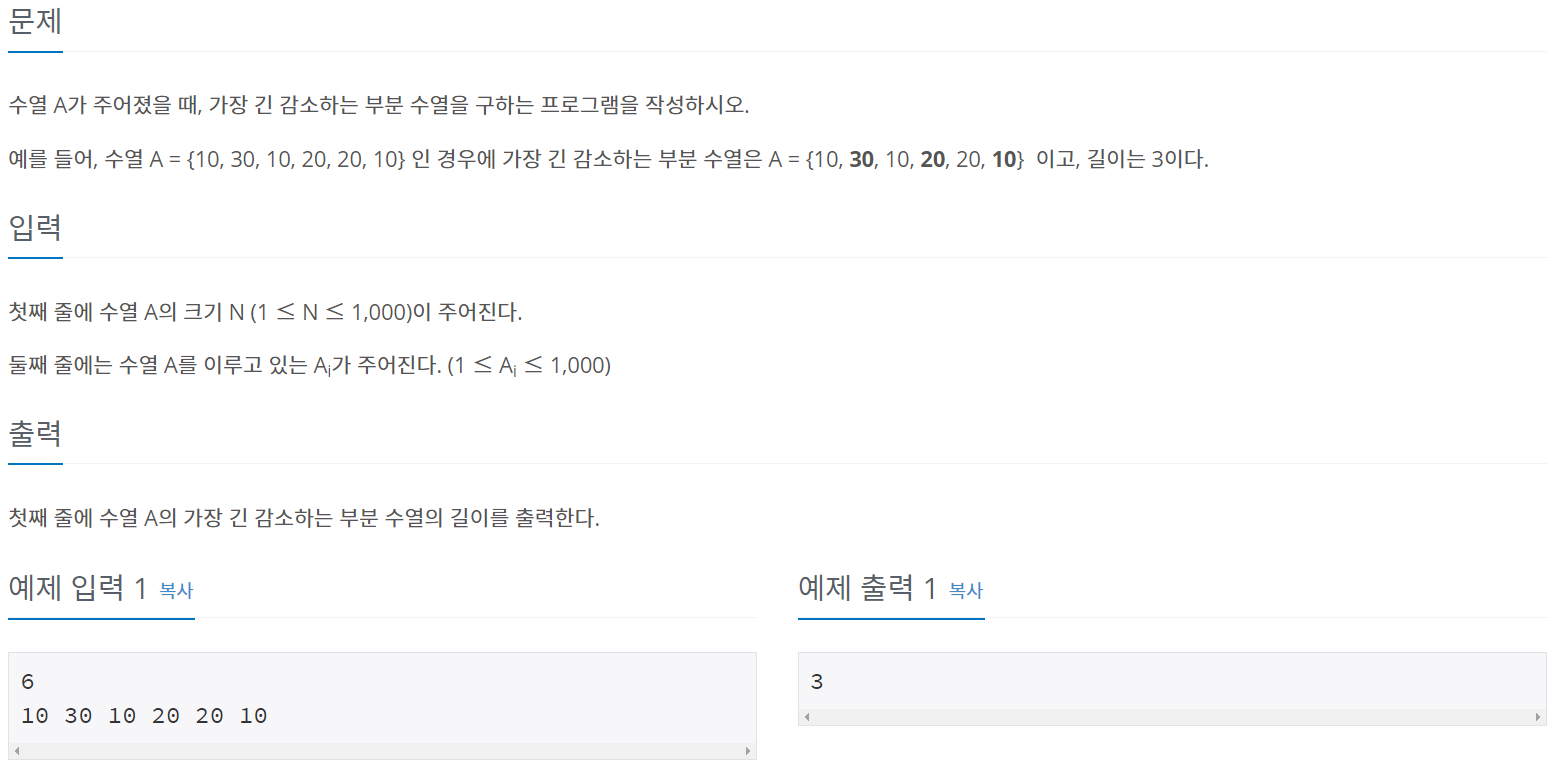 문제
수열 A가 주어졌을 때, 가장 긴 감소하는 부분 수열을 구하는 프로그램을 작성하시오.
예를 들어, 수열 A = {10, 30, 10, 20, 20, 10} 인 경우에 가장 긴 감소하는 부분 수열은 A = {10, 30, 10, 20, 20, 10} 이고, 길이는 3이다.
입력
첫째 줄에 수열 A의 크기 N (1 ≤ N ≤ 1,000)이 주어진다.
둘째 줄에는 수열 A를 이루고 있는 Ai가 주어진다. (1 ≤ Ai ≤ 1,000)
출력
첫째 줄에 수열 A의 가장 긴 감소하는 부분 수열의 길이를 출력한다.
예제 입력 1 복사
6
10 30 10 20 20 10
예제 출력 1 복사
3